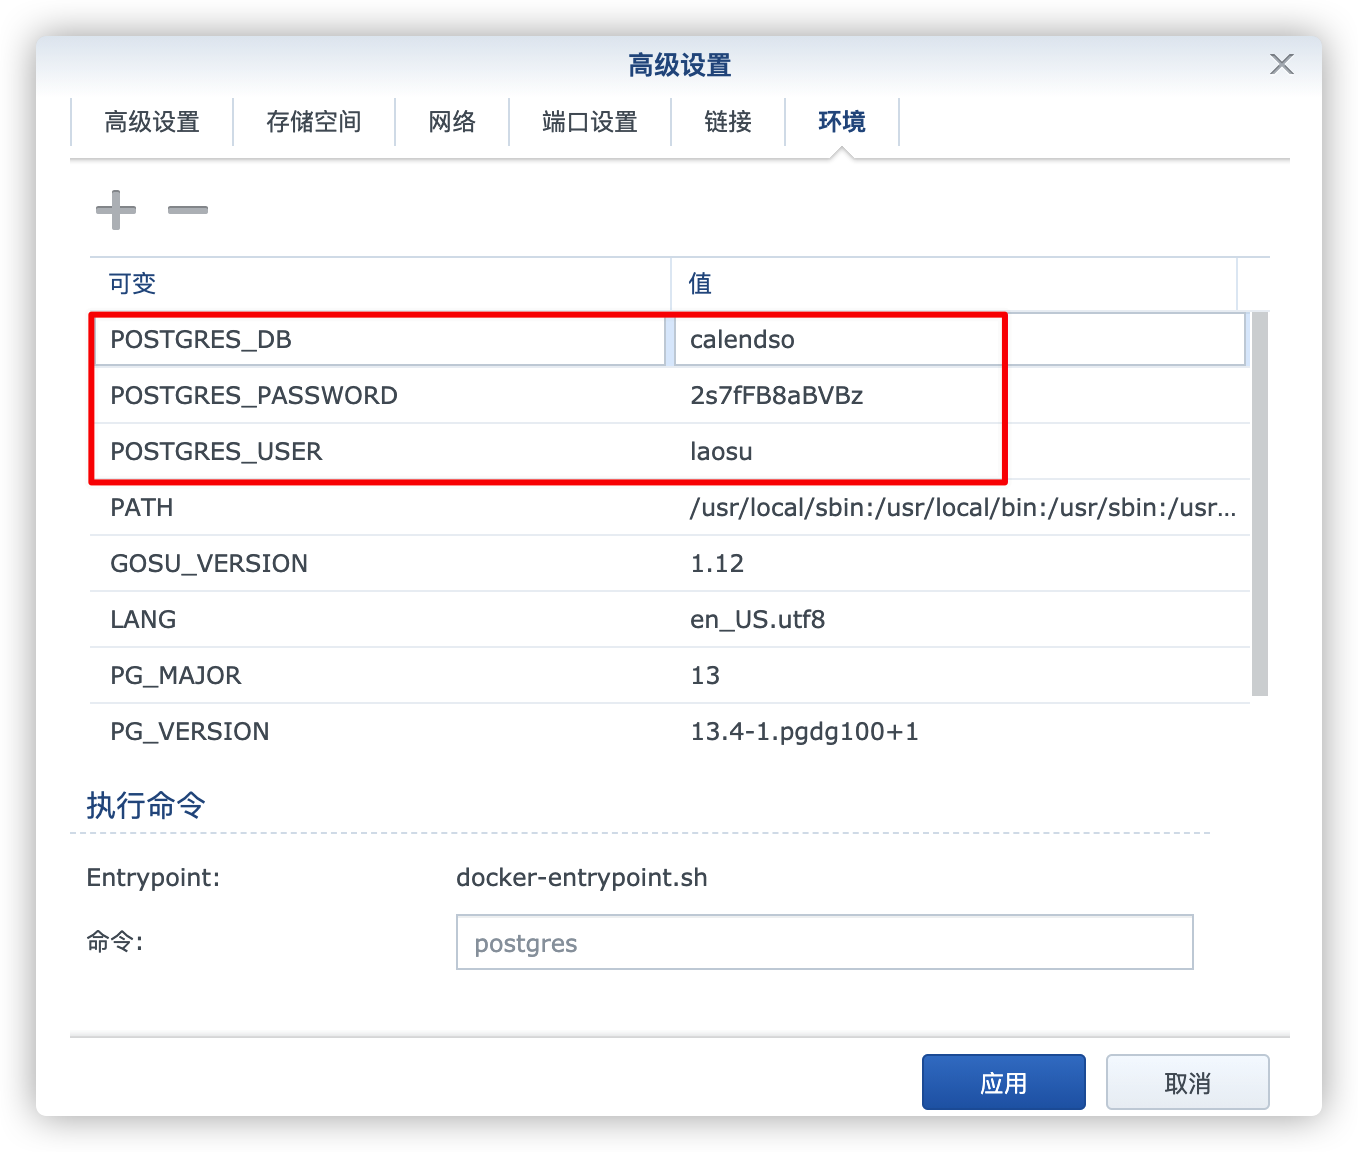 高级设置
高级设置 存储空间 网络 端口设置 链接 环境
可变 值
POSTGRES_DB calendso
POSTGRES_PASSWORD 2s7fFB8aBVBz
POSTGRES_USER laosu
PATH /usr/local/sbin:/usr/local/bin:/usr/sbin:/usr...
GOSU_VERSION 1.12
LANG en_US.utf8
PG_MAJOR 13
PG_VERSION 13.4-1.pgdg100+1
执行命令
Entrypoint: docker-entrypoint.sh
命令: postgres
应用 取消